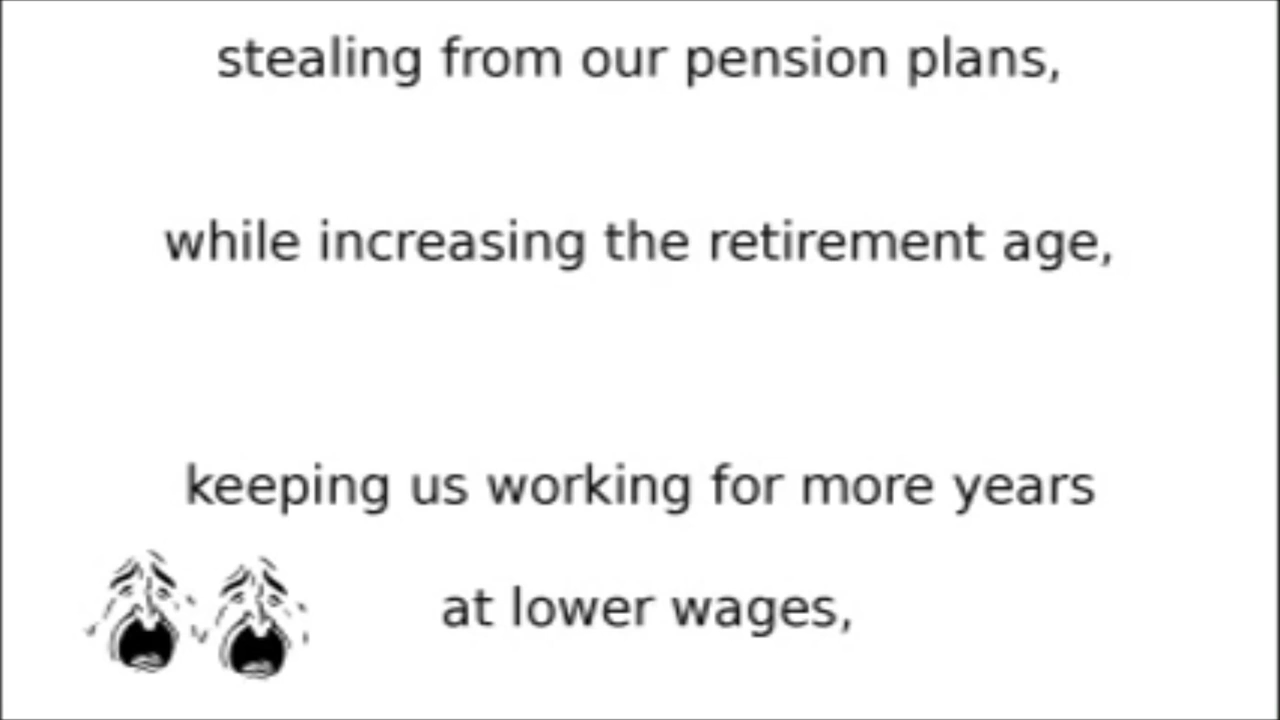 stealing from our pension plans,
while increasing the retirement age,
keeping us working for more years
at lower wages,